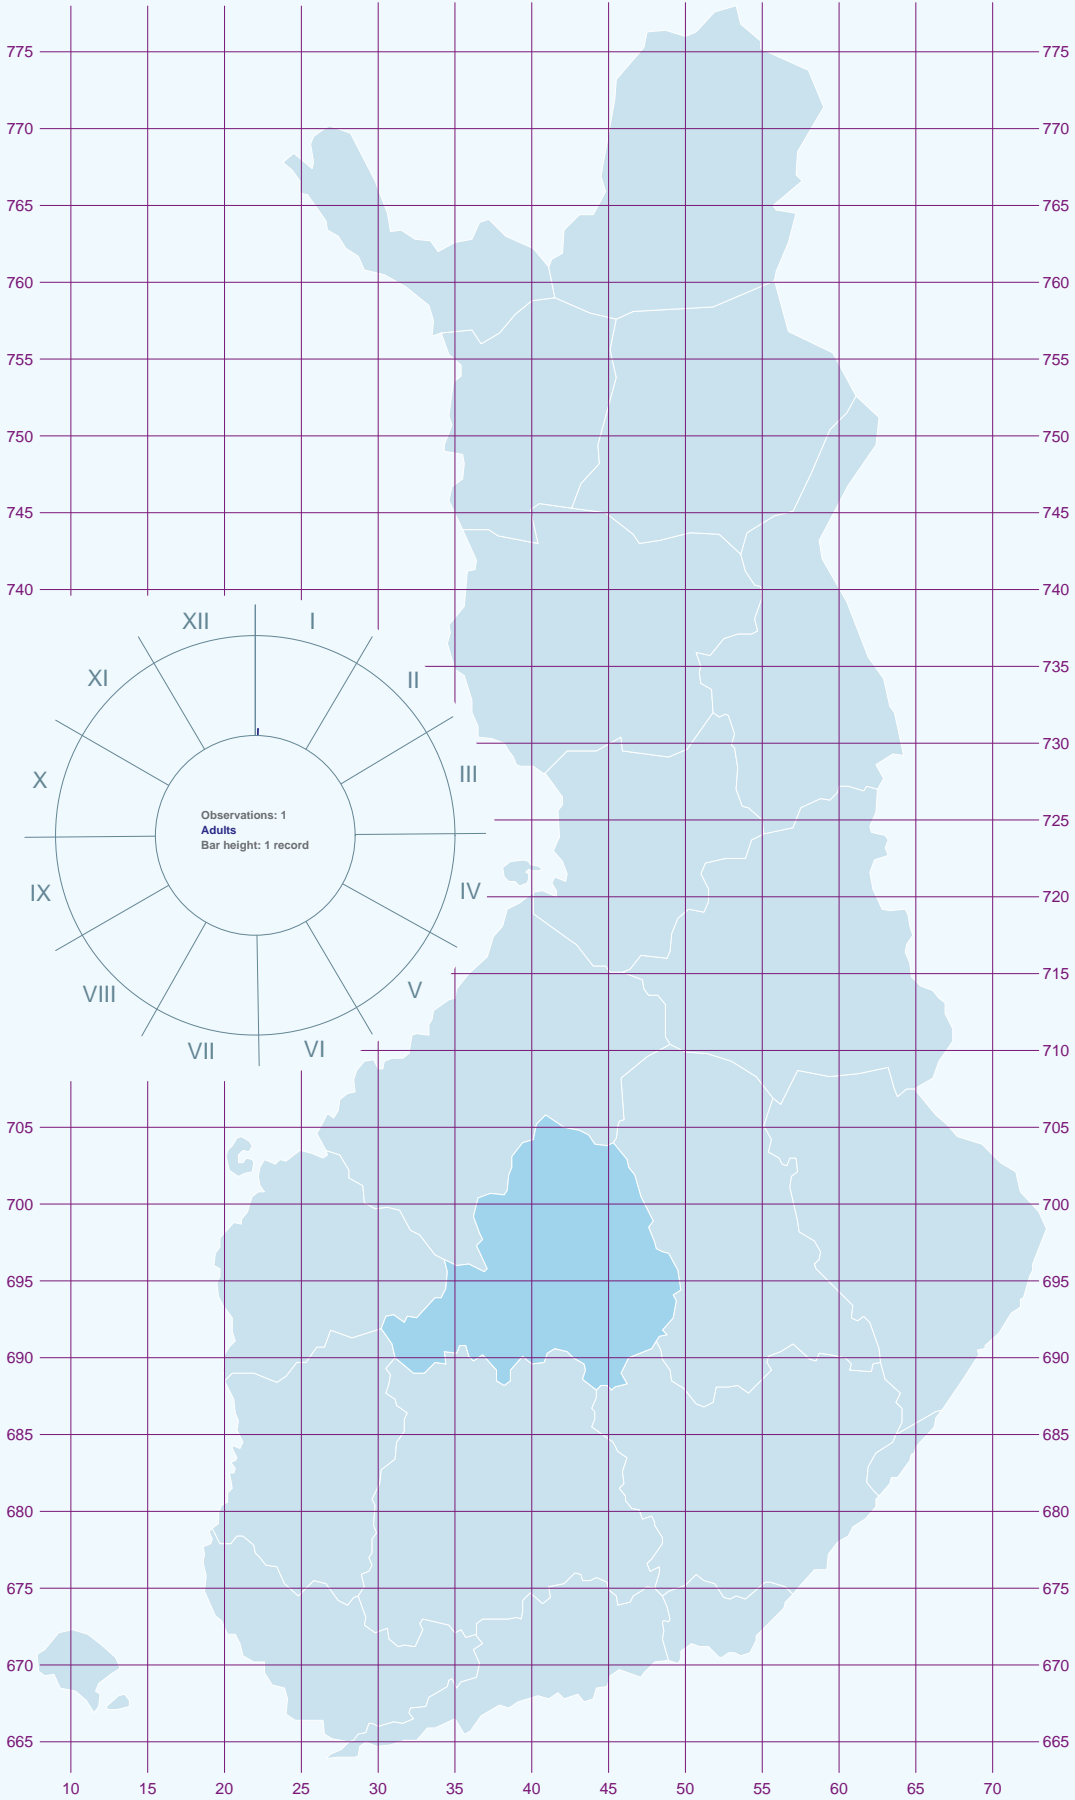 775 775
770 770
765 765
760 760
755 755
750 750
745 745
740 740
XII I
XI II
735
730
X III
725
Observations: 1
Adults
Bar height: 1 record
IX IV
720
715
VIII V
VII VI
710
705 705
700 700
695 695
690 690
685 685
680 680
675 675
670 670
665 665
10 15 20 25 30 35 40 45 50 55 60 65 70